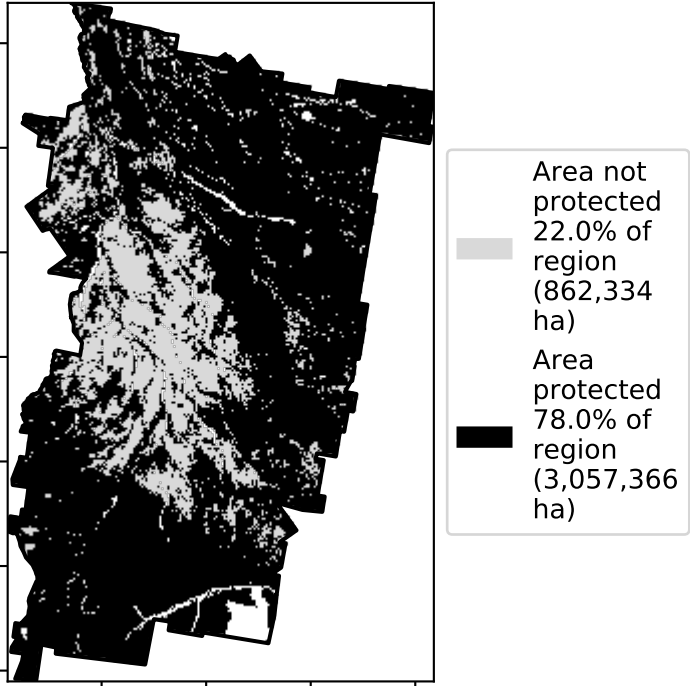 Area not
protected
22.0% of
region
(862,334
ha)
Area
protected
78.0% of
region
(3,057,366
ha)